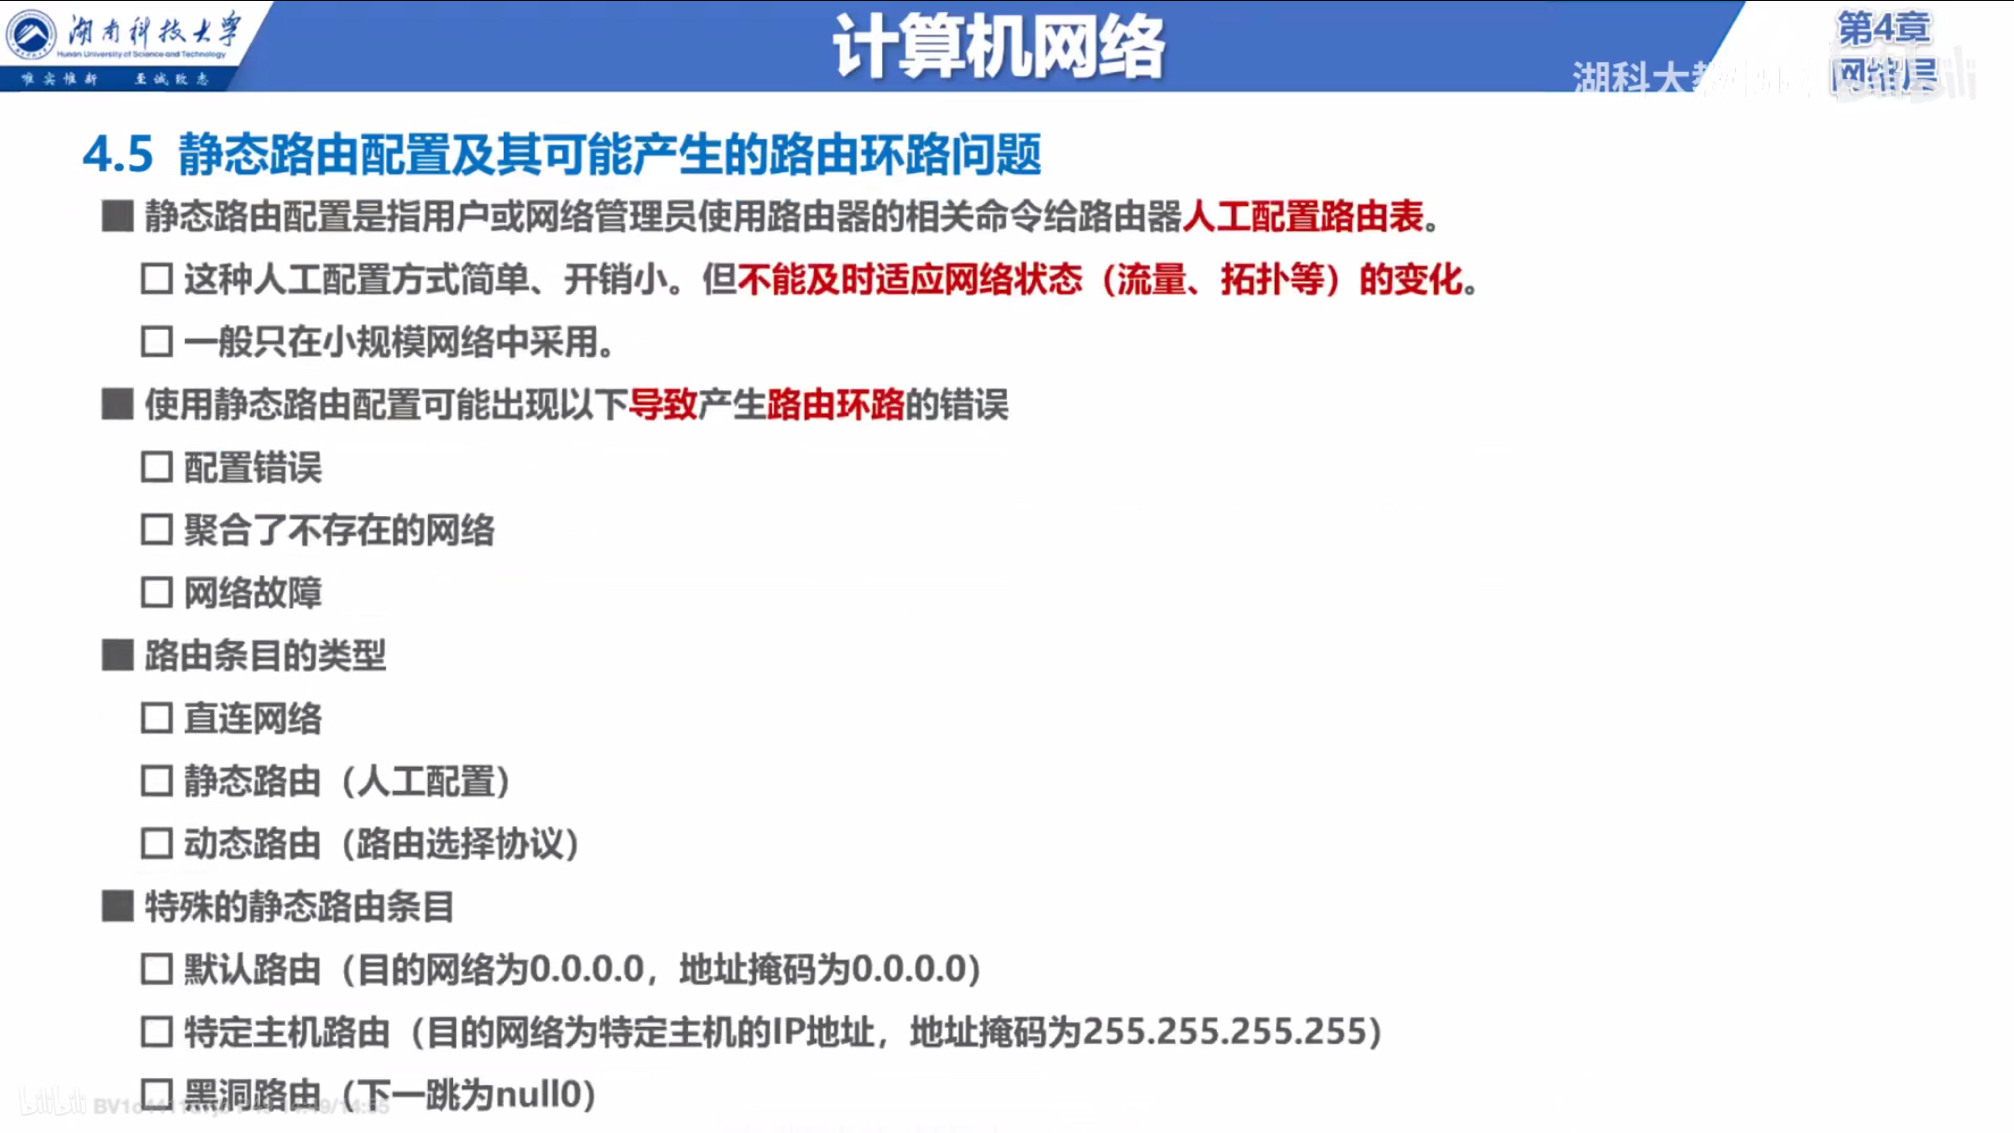 湖南科技大学
Hunan University of Science and Technology
唯实惟新 至诚致志
计算机网络
第4章
网络层
湖科大教
4.5 静态路由配置及其可能产生的路由环路问题
静态路由配置是指用户或网络管理员使用路由器的相关命令给路由器人工配置路由表。
这种人工配置方式简单、开销小。但不能及时适应网络状态（流量、拓扑等）的变化。
一般只在小规模网络中采用。
使用静态路由配置可能出现以下导致产生路由环路的错误
配置错误
聚合了不存在的网络
网络故障
路由条目的类型
直连网络
静态路由（人工配置）
动态路由（路由选择协议）
特殊的静态路由条目
默认路由（目的网络为0.0.0.0，地址掩码为0.0.0.0）
特定主机路由（目的网络为特定主机的IP地址，地址掩码为255.255.255.255）
黑洞路由（下一跳为null0）
bilibili